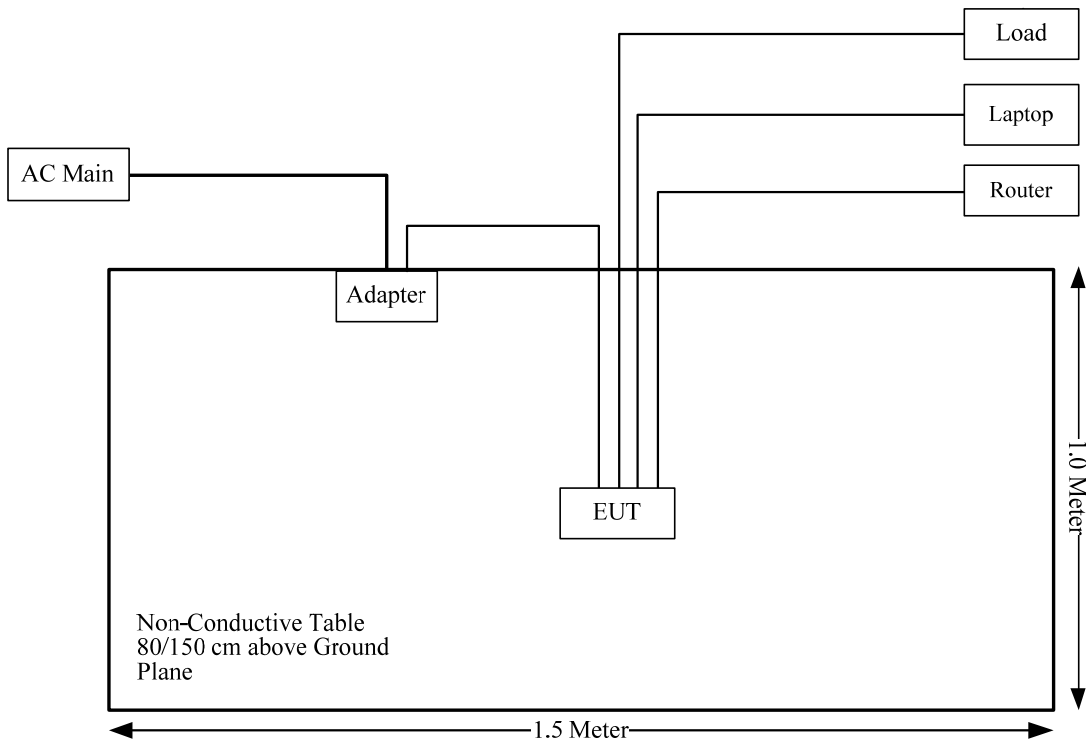 Load
Laptop
AC Main
Router
Adapter
EUT
1.0 Meter
Non-Conductive Table
80/150 cm above Ground
Plane
1.5 Meter